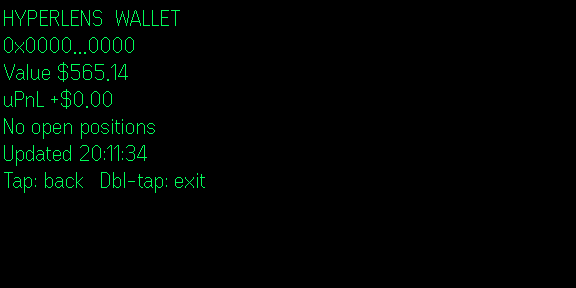 HYPERLENS WALLET
0x0000...0000
Value $565.14
uPnL +$0.00
No open positions
Updated 20:11:34
Tap: back Dbl-tap: exit